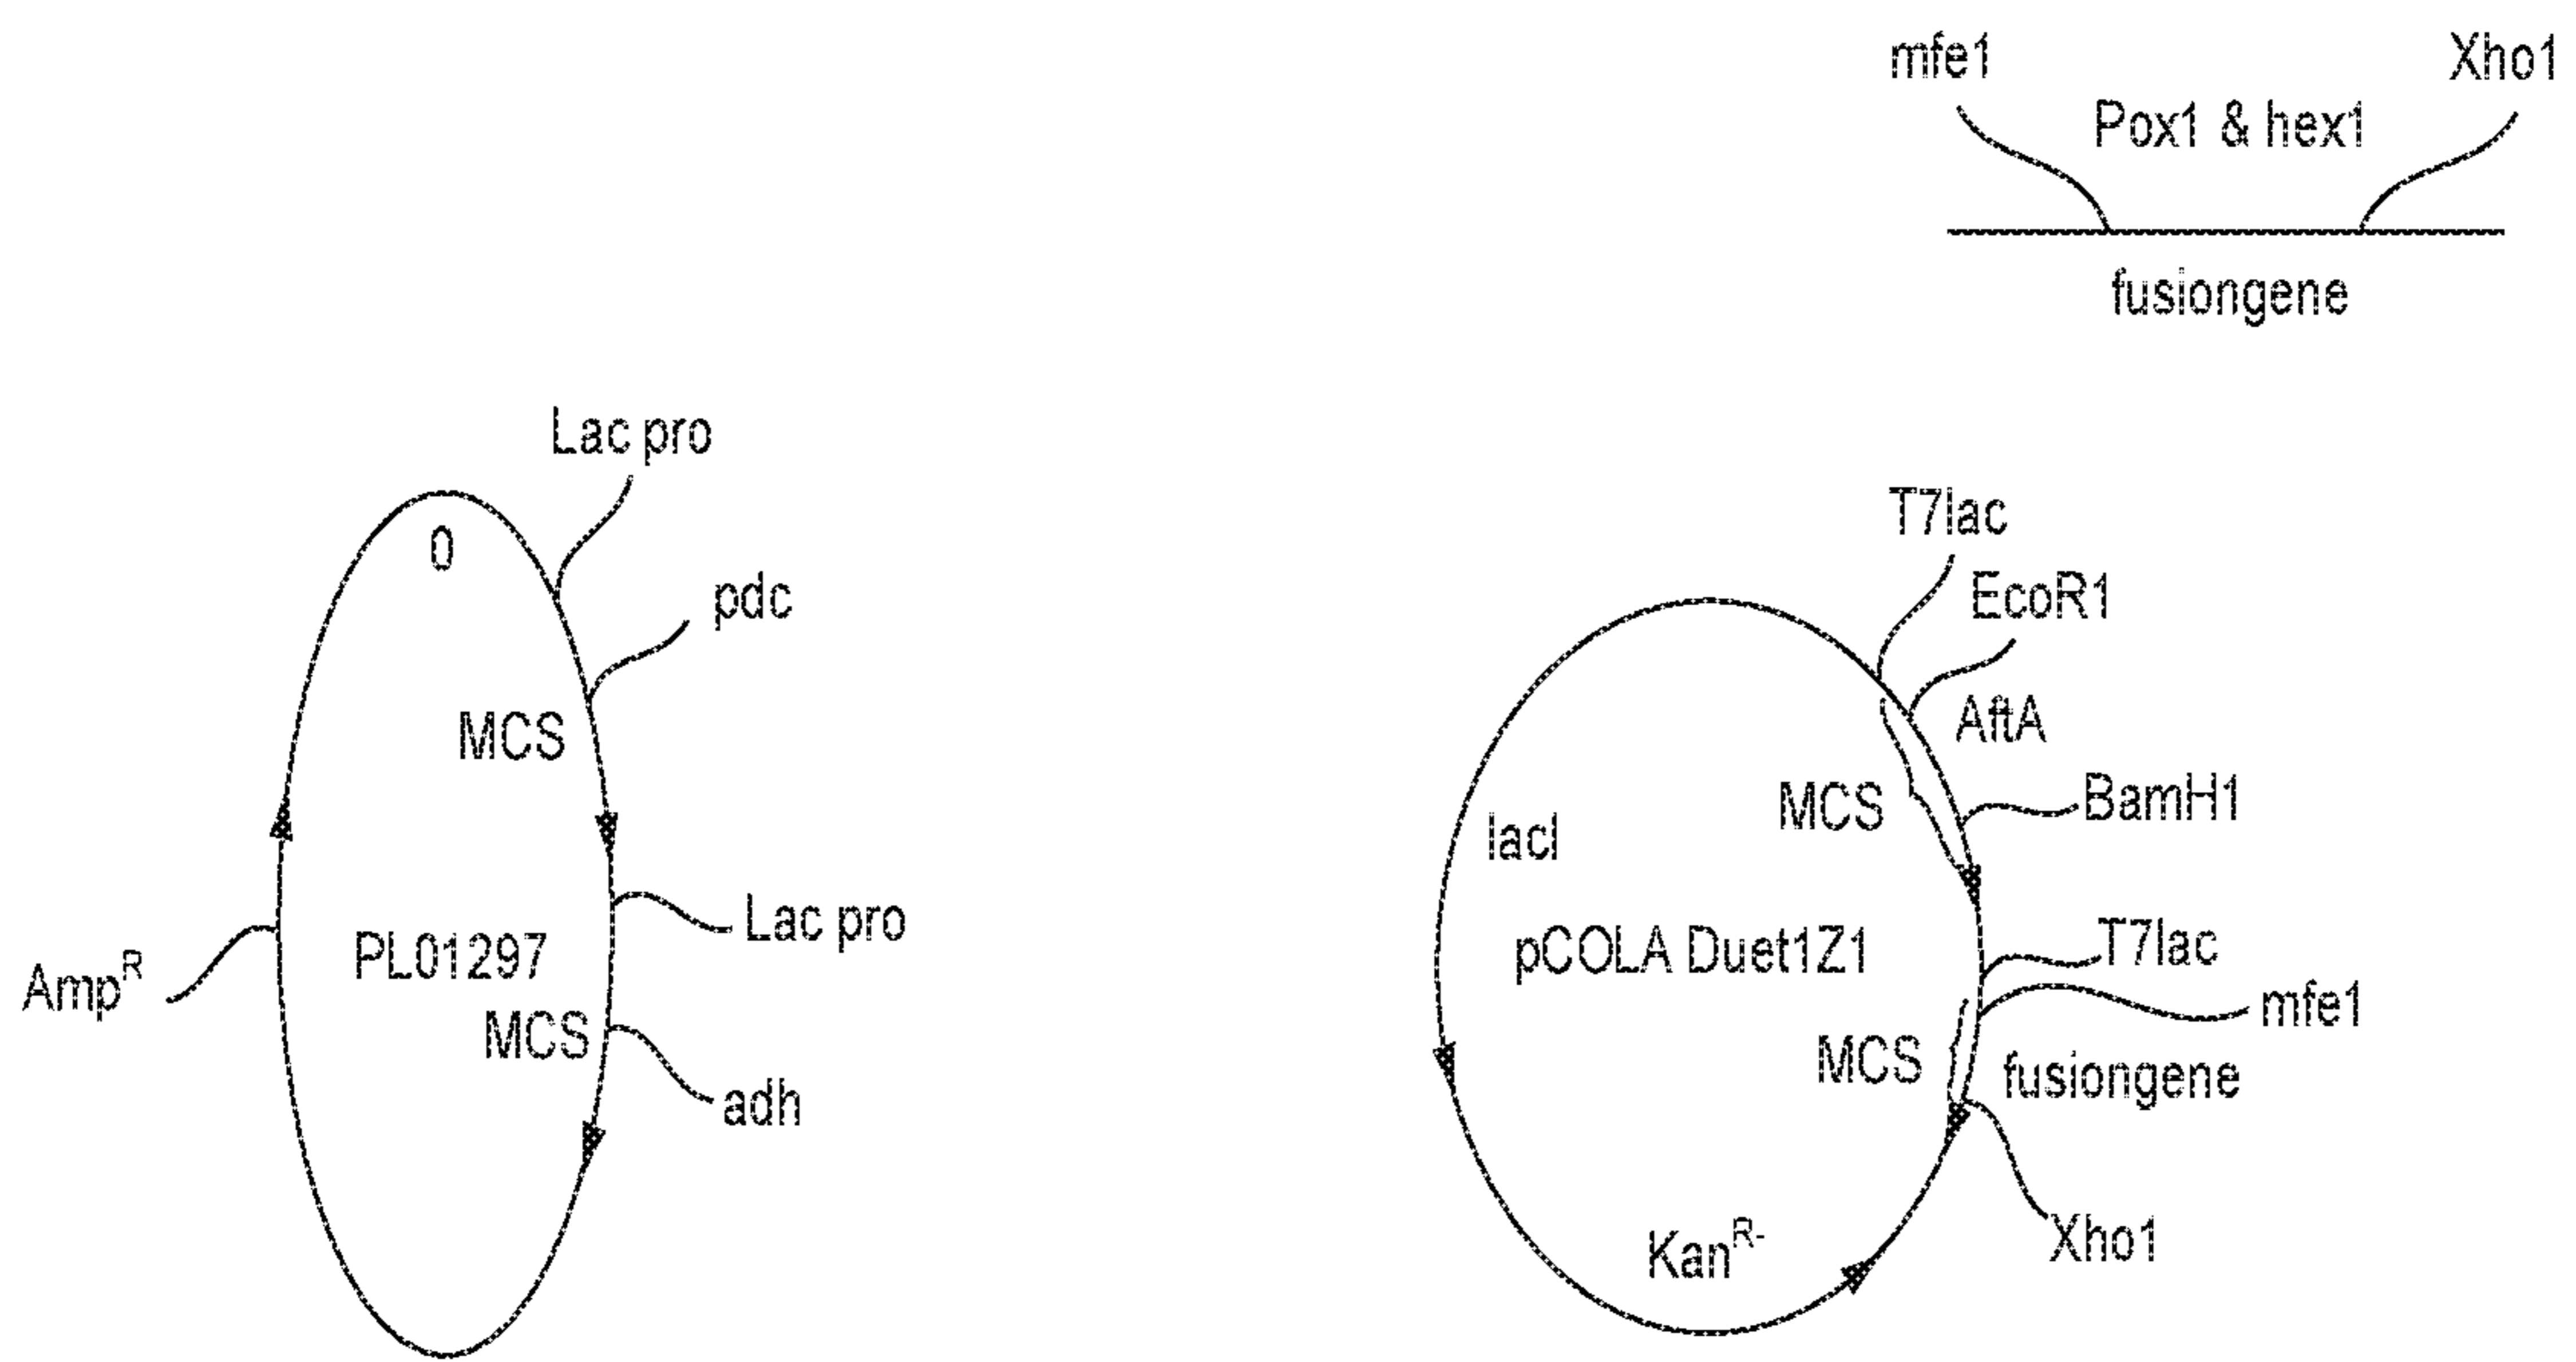 mfe1
Xho1
Pox1 & hex1
fusiongene
Lac pro
0
pdc
MCS
Lac pro
PL01297
Amp^R
MCS
adh
T7lac
EcoR1
AftA
MCS
BamH1
lacI
pCOLA Duet1Z1
T7lac
mfe1
MCS
fusiongene
Xho1
Kan^R-